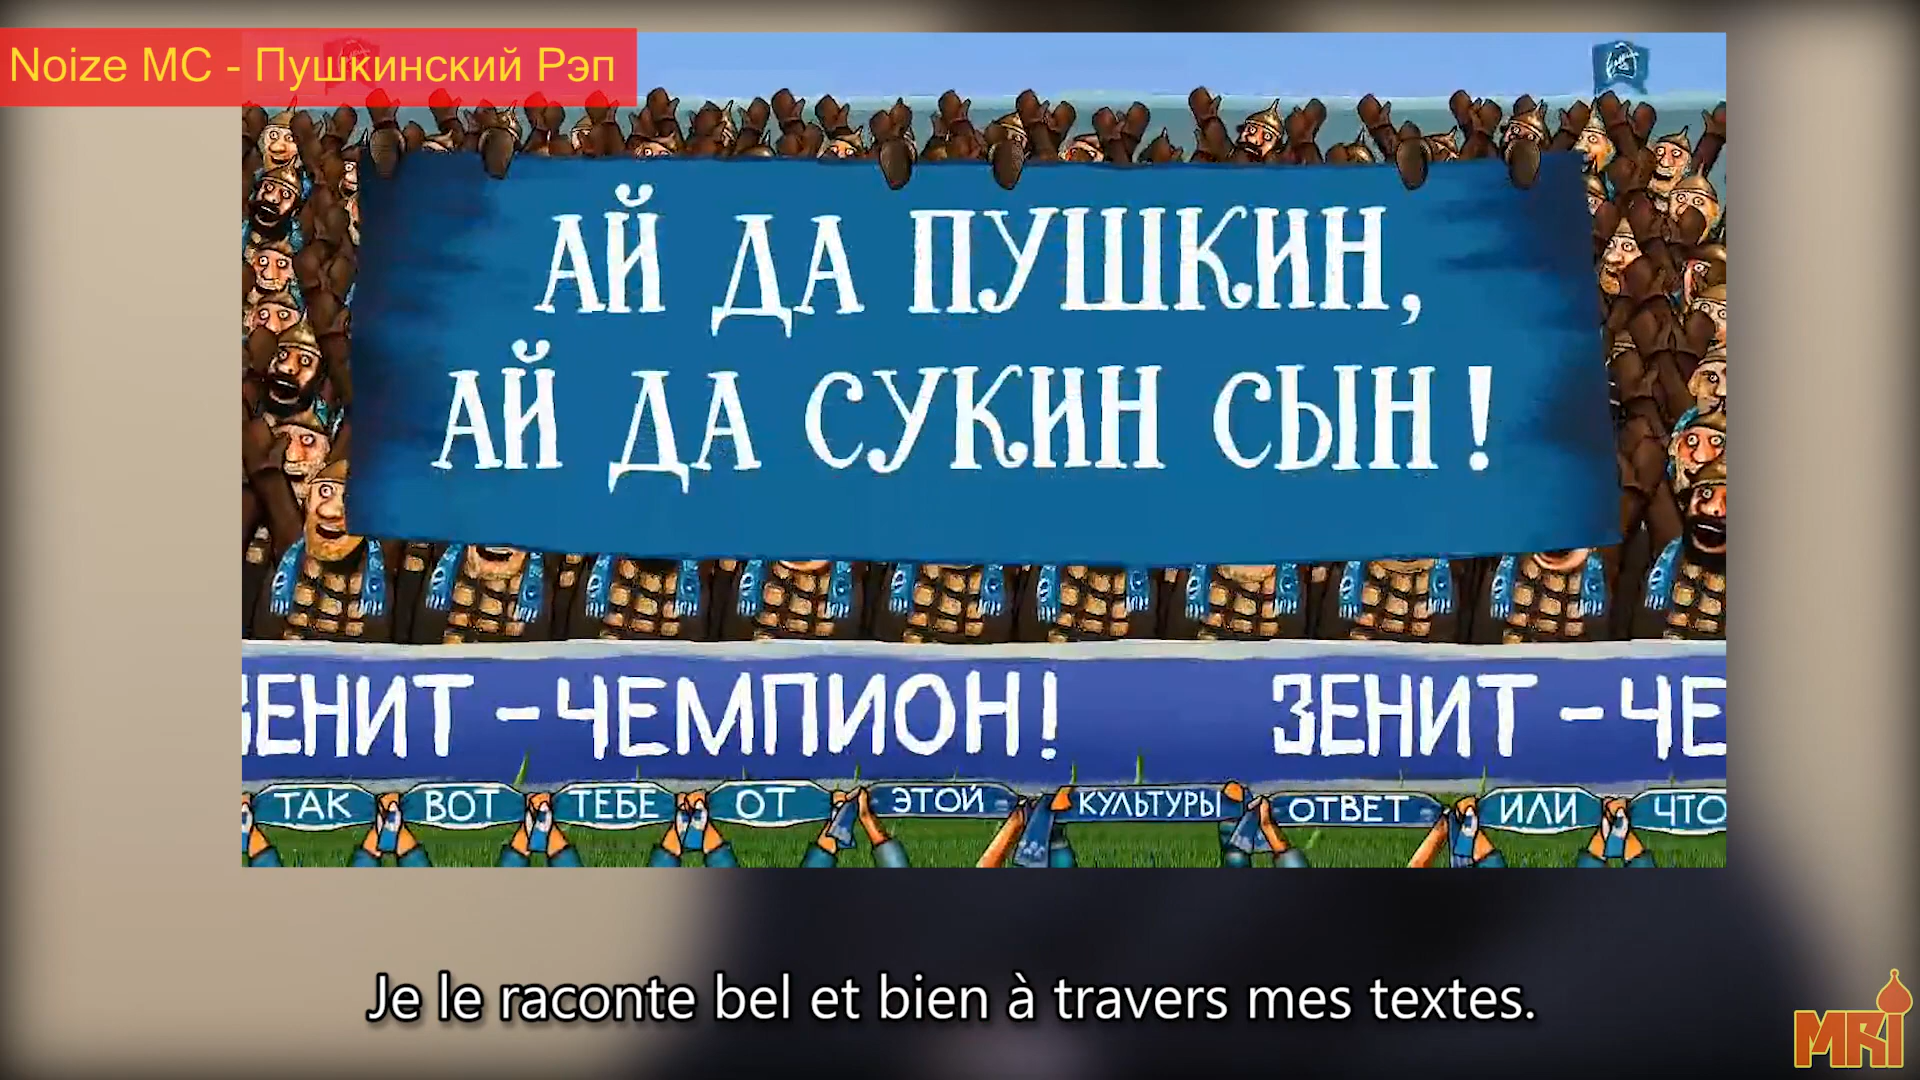 Noize MC - Пушкинский Рэп
АЙ ДА ПУШКИН,
АЙ ДА СУКИН СЫН!
ЗЕНИТ - ЧЕМПИОН! ЗЕНИТ - ЧЕ
ТАК ВОТ ТЕБЕ ОТ ЭТОЙ КУЛЬТУРЫ ОТВЕТ ИЛИ ЧТО
Je le raconte bel et bien à travers mes textes.
MRI